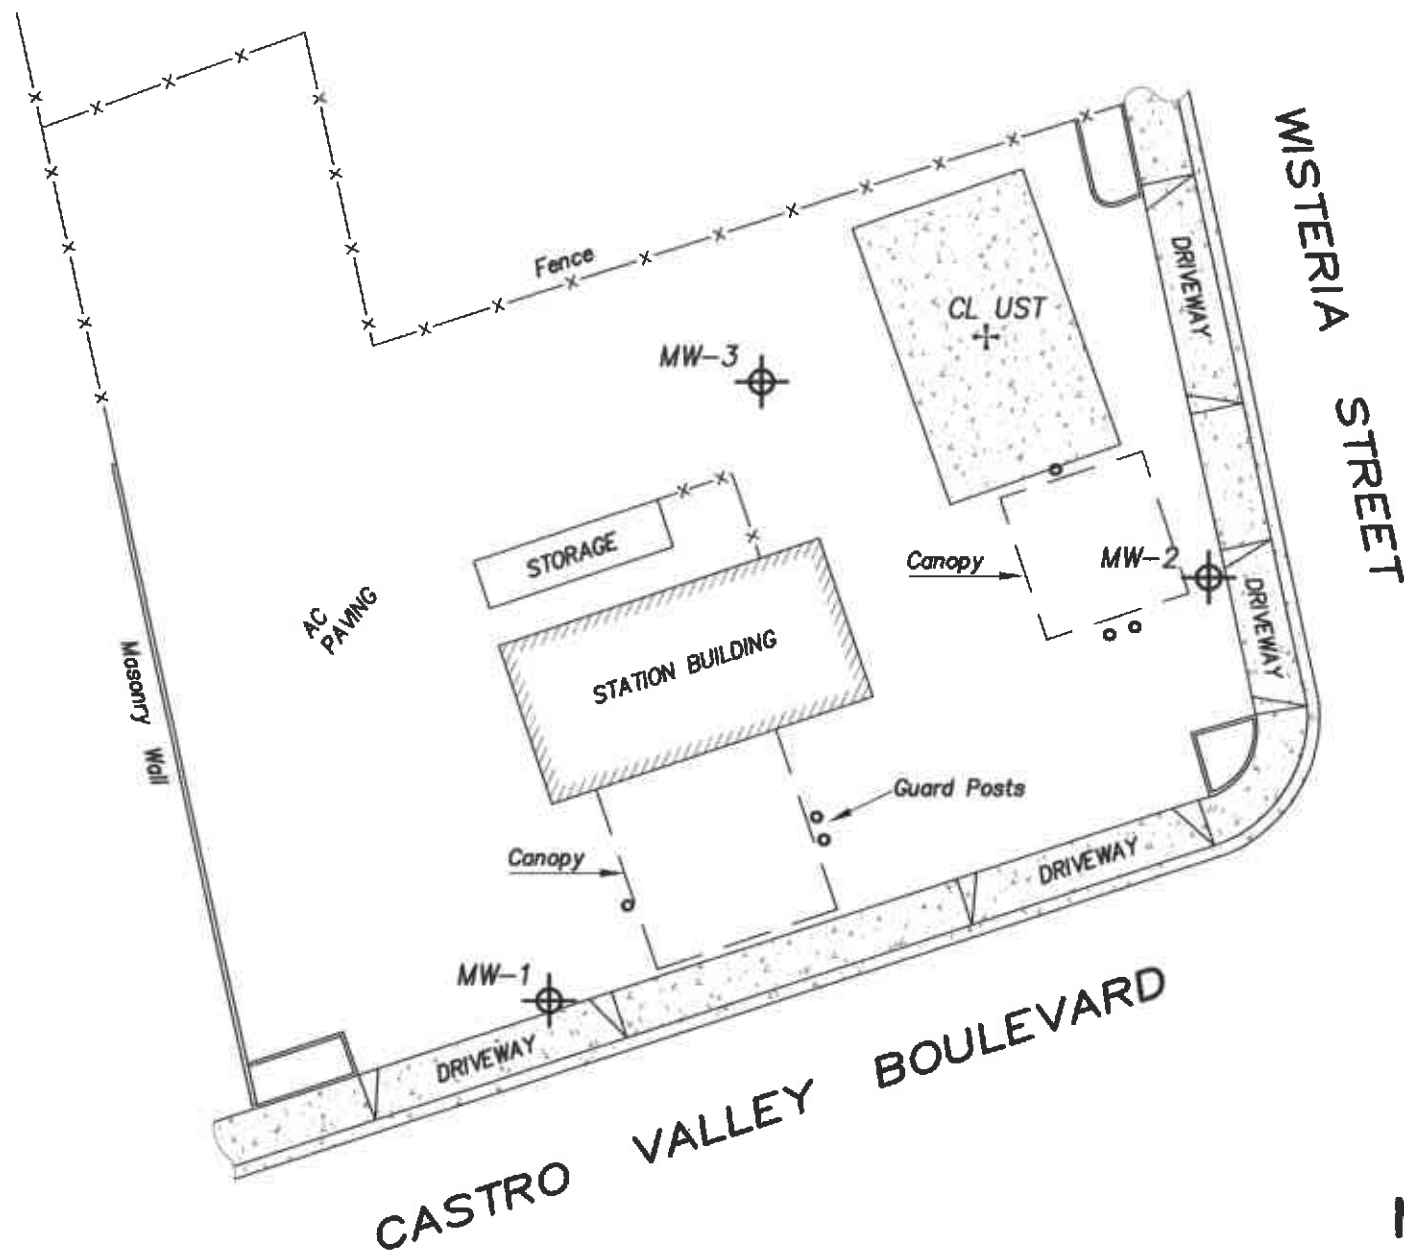 WISTERIA STREET
DRIVEWAY
Fence
CL UST
MW-3
STORAGE
Canopy
MW-2
DRIVEWAY
AC
PAVING
STATION BUILDING
Masonry Wall
Guard Posts
Canopy
DRIVEWAY
MW-1
DRIVEWAY
CASTRO VALLEY BOULEVARD